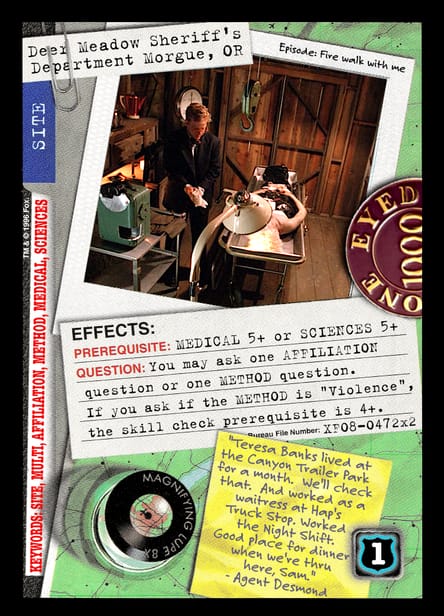 Deer Meadow Sheriff's
Department Morgue, OR
Episode: Fire walk with me
SITE
TM & © 1996 Fox.
KEYWORDS: SITE, MULTI, AFFILIATION, METHOD, MEDICAL, SCIENCES
ONE EYED
1000
EFFECTS:
PREREQUISITE: MEDICAL 5+ or SCIENCES 5+
QUESTION: You may ask one AFFILIATION
question or one METHOD question.
If you ask if the METHOD is "Violence",
the skill check prerequisite is 4+.
Bureau File Number: XF08-0472x2
MAGNIFYING LUPE 8X
"Teresa Banks lived at
the Canyon Trailer Park
for a month. We'll check
that. And worked as a
waitress at Hap's
Truck Stop. Worked
the Night Shift.
Good place for dinner
when we're thru
here, Sam."
- Agent Desmond
1